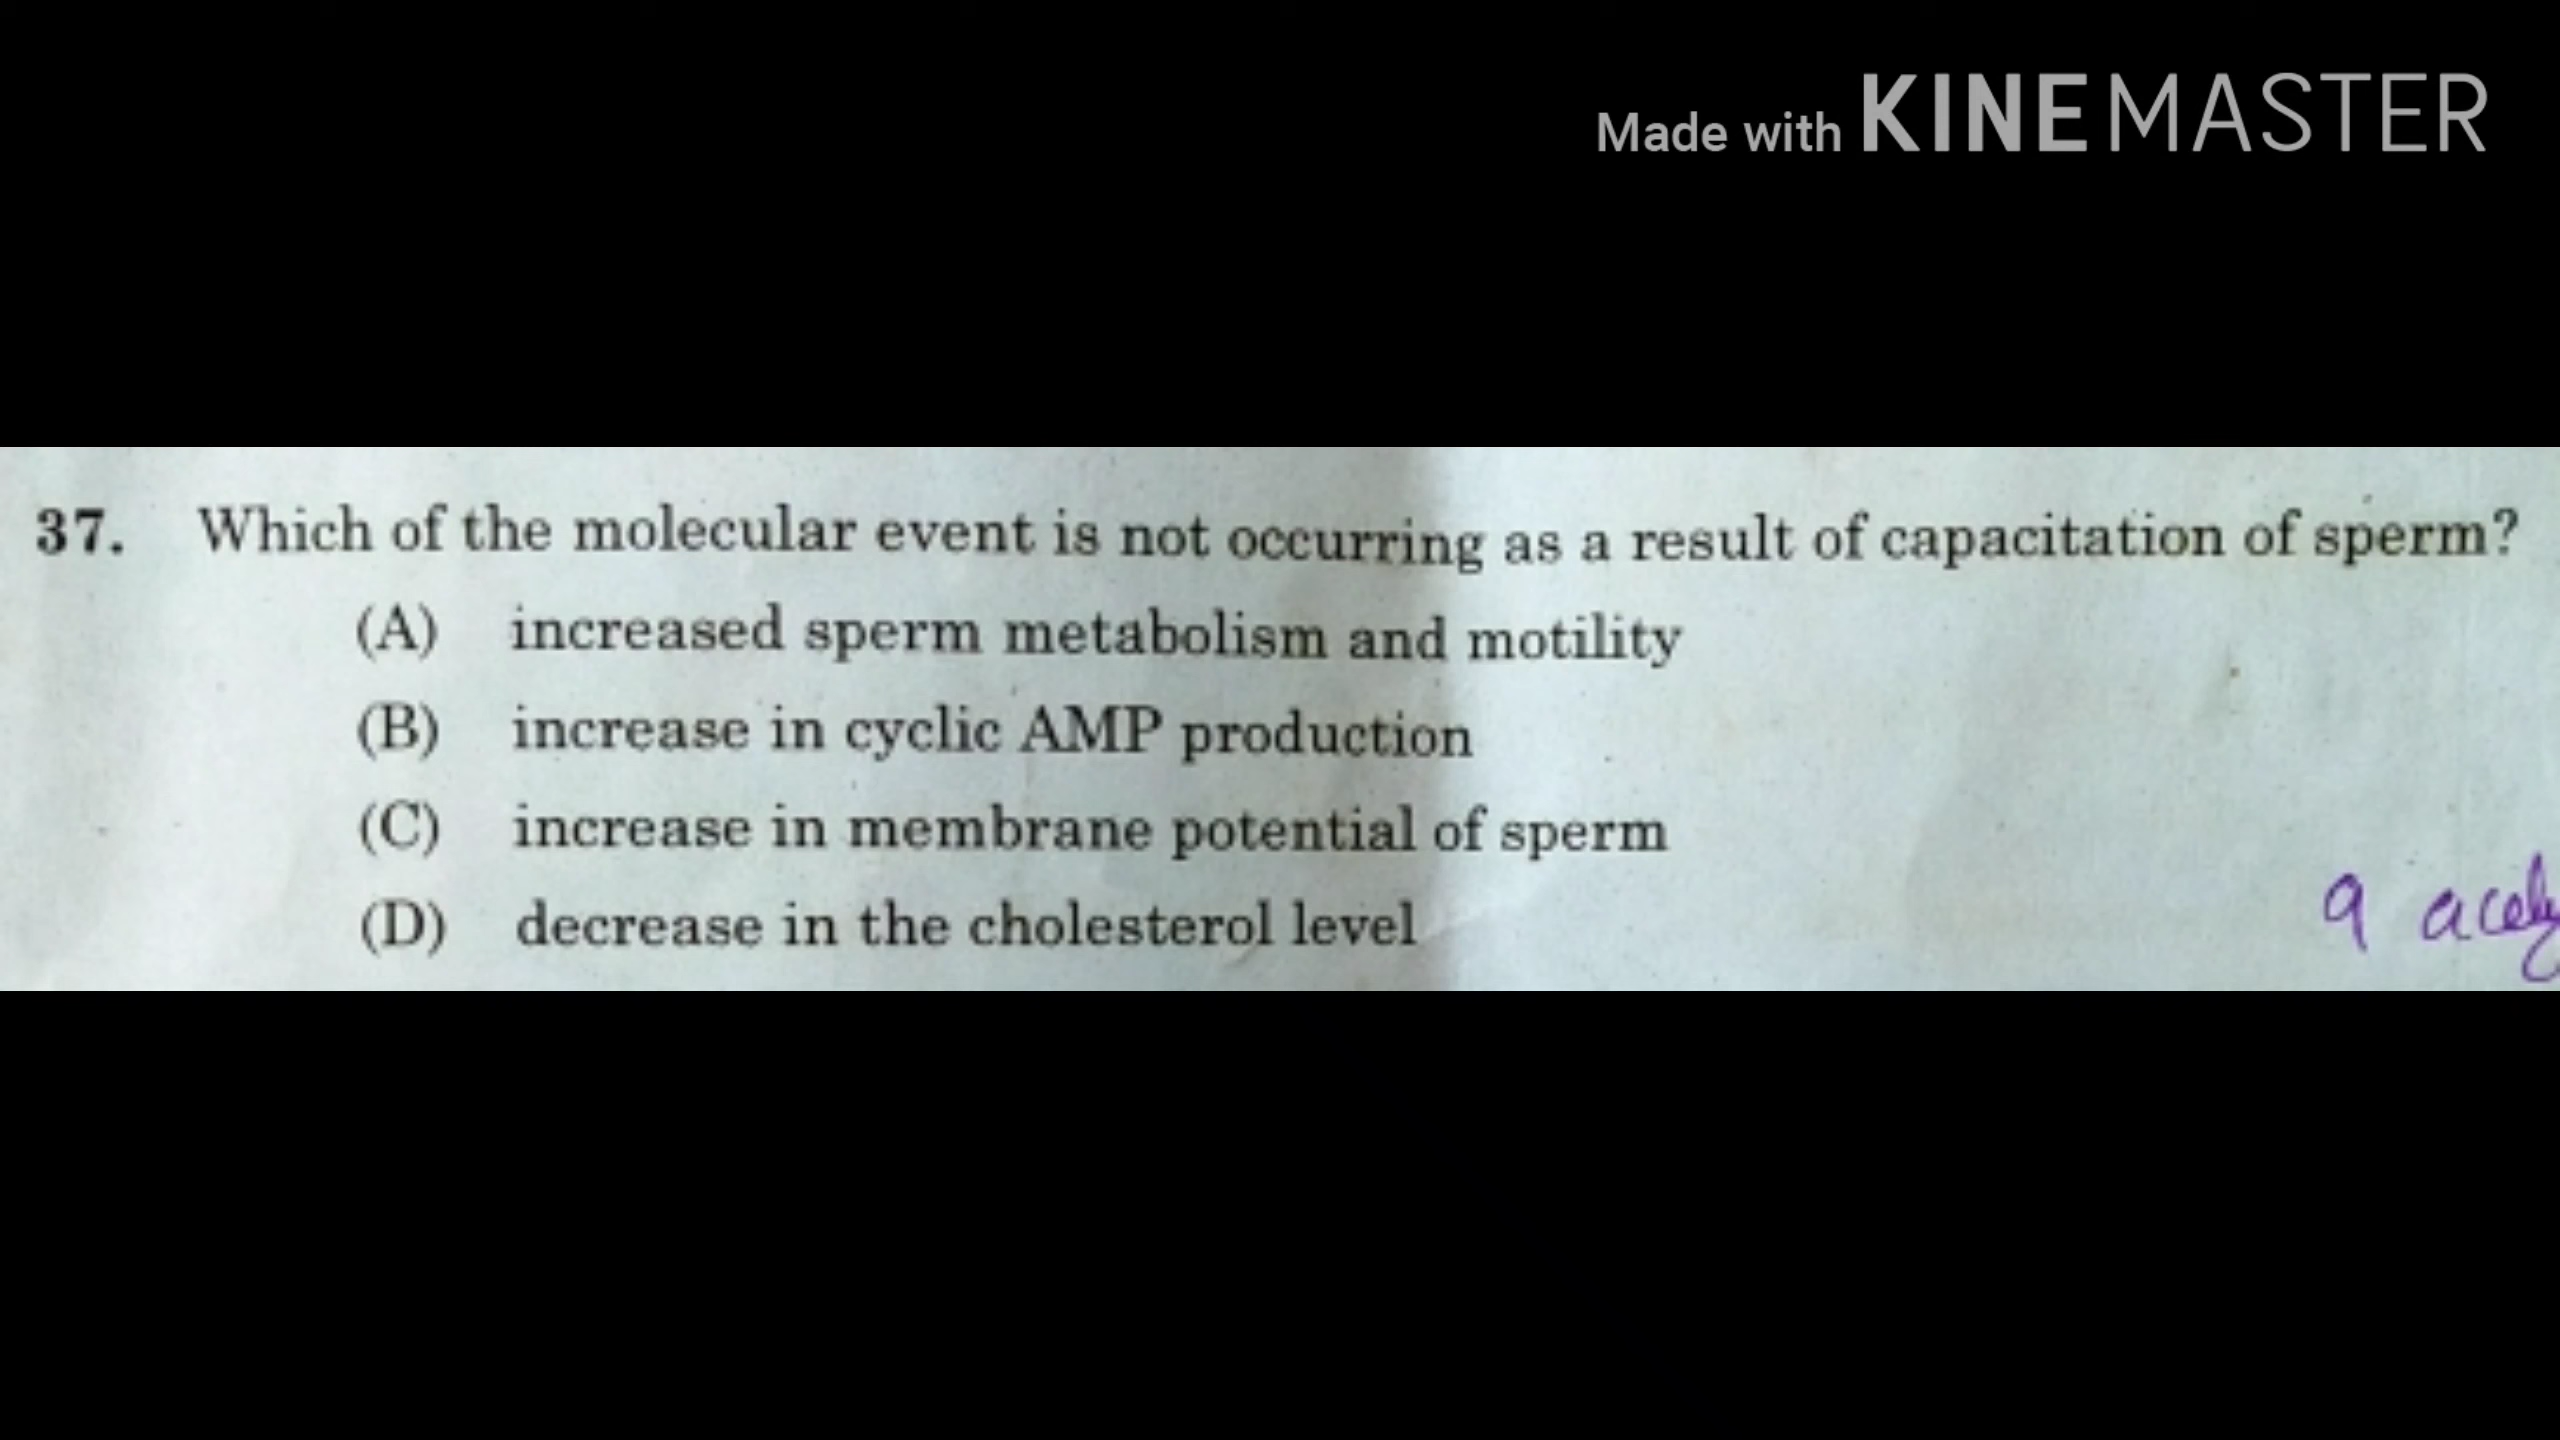 Made with KINEMASTER
37. Which of the molecular event is not occurring as a result of capacitation of sperm?
(A) increased sperm metabolism and motility
(B) increase in cyclic AMP production
(C) increase in membrane potential of sperm
(D) decrease in the cholesterol level